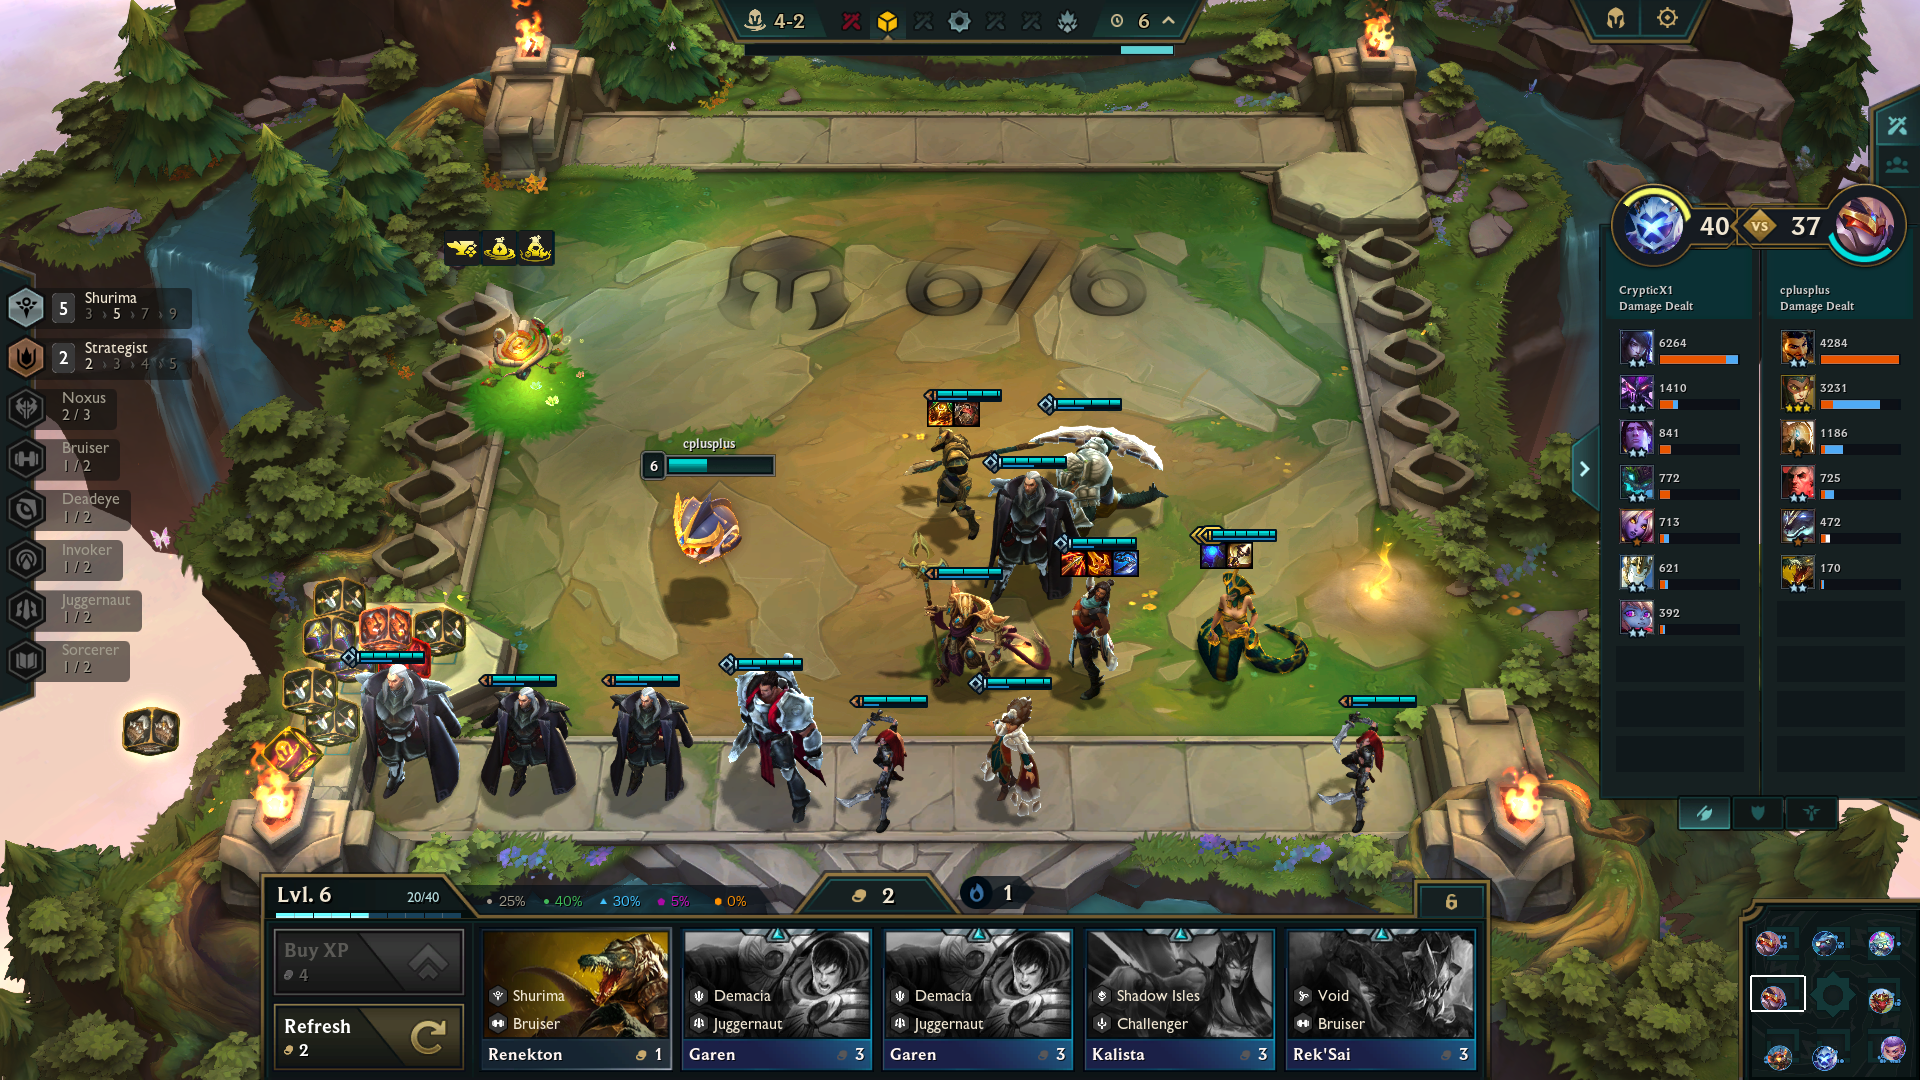 4-2
6
6/6
40
VS
37
CrypticX1
Damage Dealt
cplusplus
Damage Dealt
6264
4284
1410
3231
841
1186
772
725
713
472
621
170
392
5
Shurima
3 › 5 › 7 › 9
2
Strategist
2 › 3 › 4 › 5
Noxus
2 / 3
Bruiser
1 / 2
Deadeye
1 / 2
Invoker
1 / 2
Juggernaut
1 / 2
Sorcerer
1 / 2
cplusplus
6
Lvl. 6
20/40
25%
40%
30%
5%
0%
2
1
6
Buy XP
4
Refresh
2
Shurima
Bruiser
Renekton
1
Demacia
Juggernaut
Garen
3
Demacia
Juggernaut
Garen
3
Shadow Isles
Challenger
Kalista
3
Void
Bruiser
Rek'Sai
3